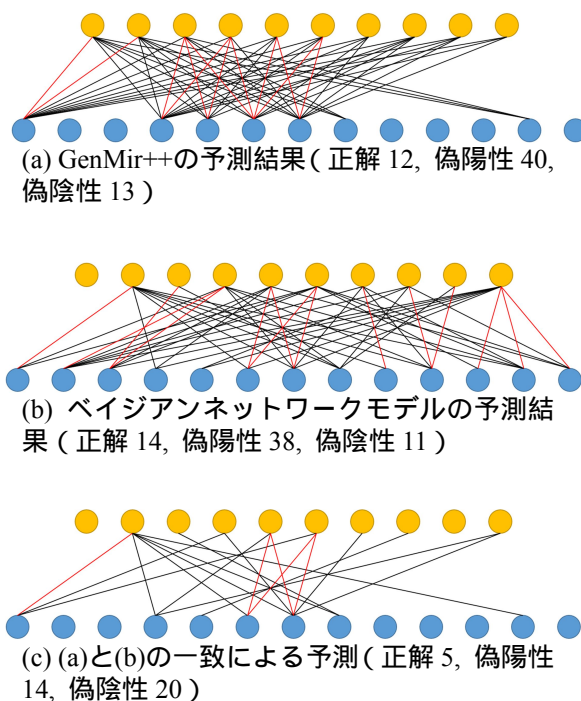 (a) GenMir++の予測結果(正解 12, 偽陽性 40,
偽陰性 13)
(b) ベイジアンネットワークモデルの予測結
果(正解 14, 偽陽性 38, 偽陰性 11)
(c) (a)と(b)の一致による予測(正解 5, 偽陽性
14, 偽陰性 20)